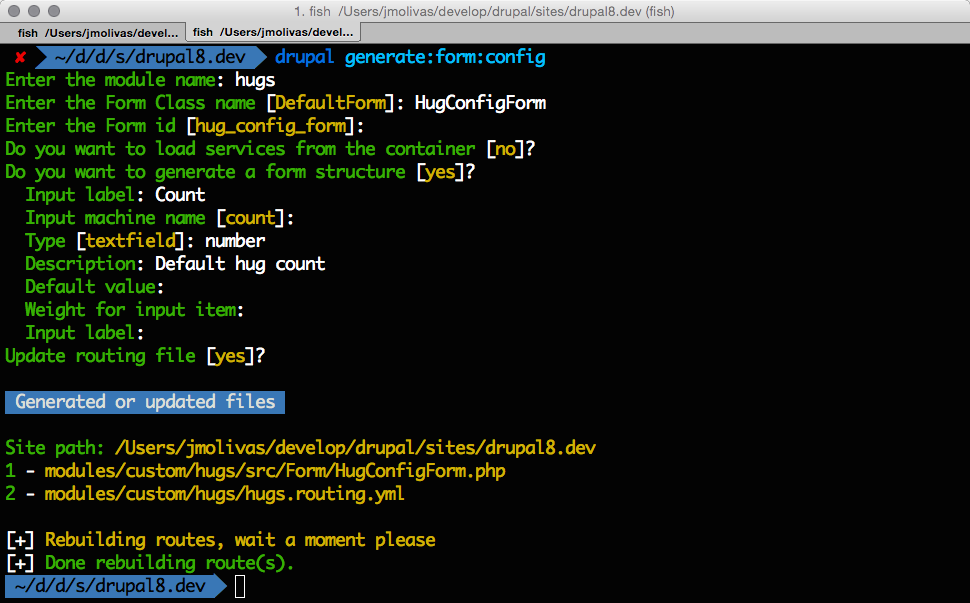 1. fish  /Users/jmolivas/develop/drupal/sites/drupal8.dev (fish)
fish  /Users/jmolivas/devel... fish  /Users/jmolivas/devel...
✘ ~/d/d/s/drupal8.dev drupal generate:form:config
Enter the module name: hugs
Enter the Form Class name [DefaultForm]: HugConfigForm
Enter the Form id [hug_config_form]:
Do you want to load services from the container [no]?
Do you want to generate a form structure [yes]?
Input label: Count
Input machine name [count]:
Type [textfield]: number
Description: Default hug count
Default value:
Weight for input item:
Input label:
Update routing file [yes]?
Generated or updated files
Site path: /Users/jmolivas/develop/drupal/sites/drupal8.dev
1 - modules/custom/hugs/src/Form/HugConfigForm.php
2 - modules/custom/hugs/hugs.routing.yml
[+] Rebuilding routes, wait a moment please
[+] Done rebuilding route(s).
~/d/d/s/drupal8.dev